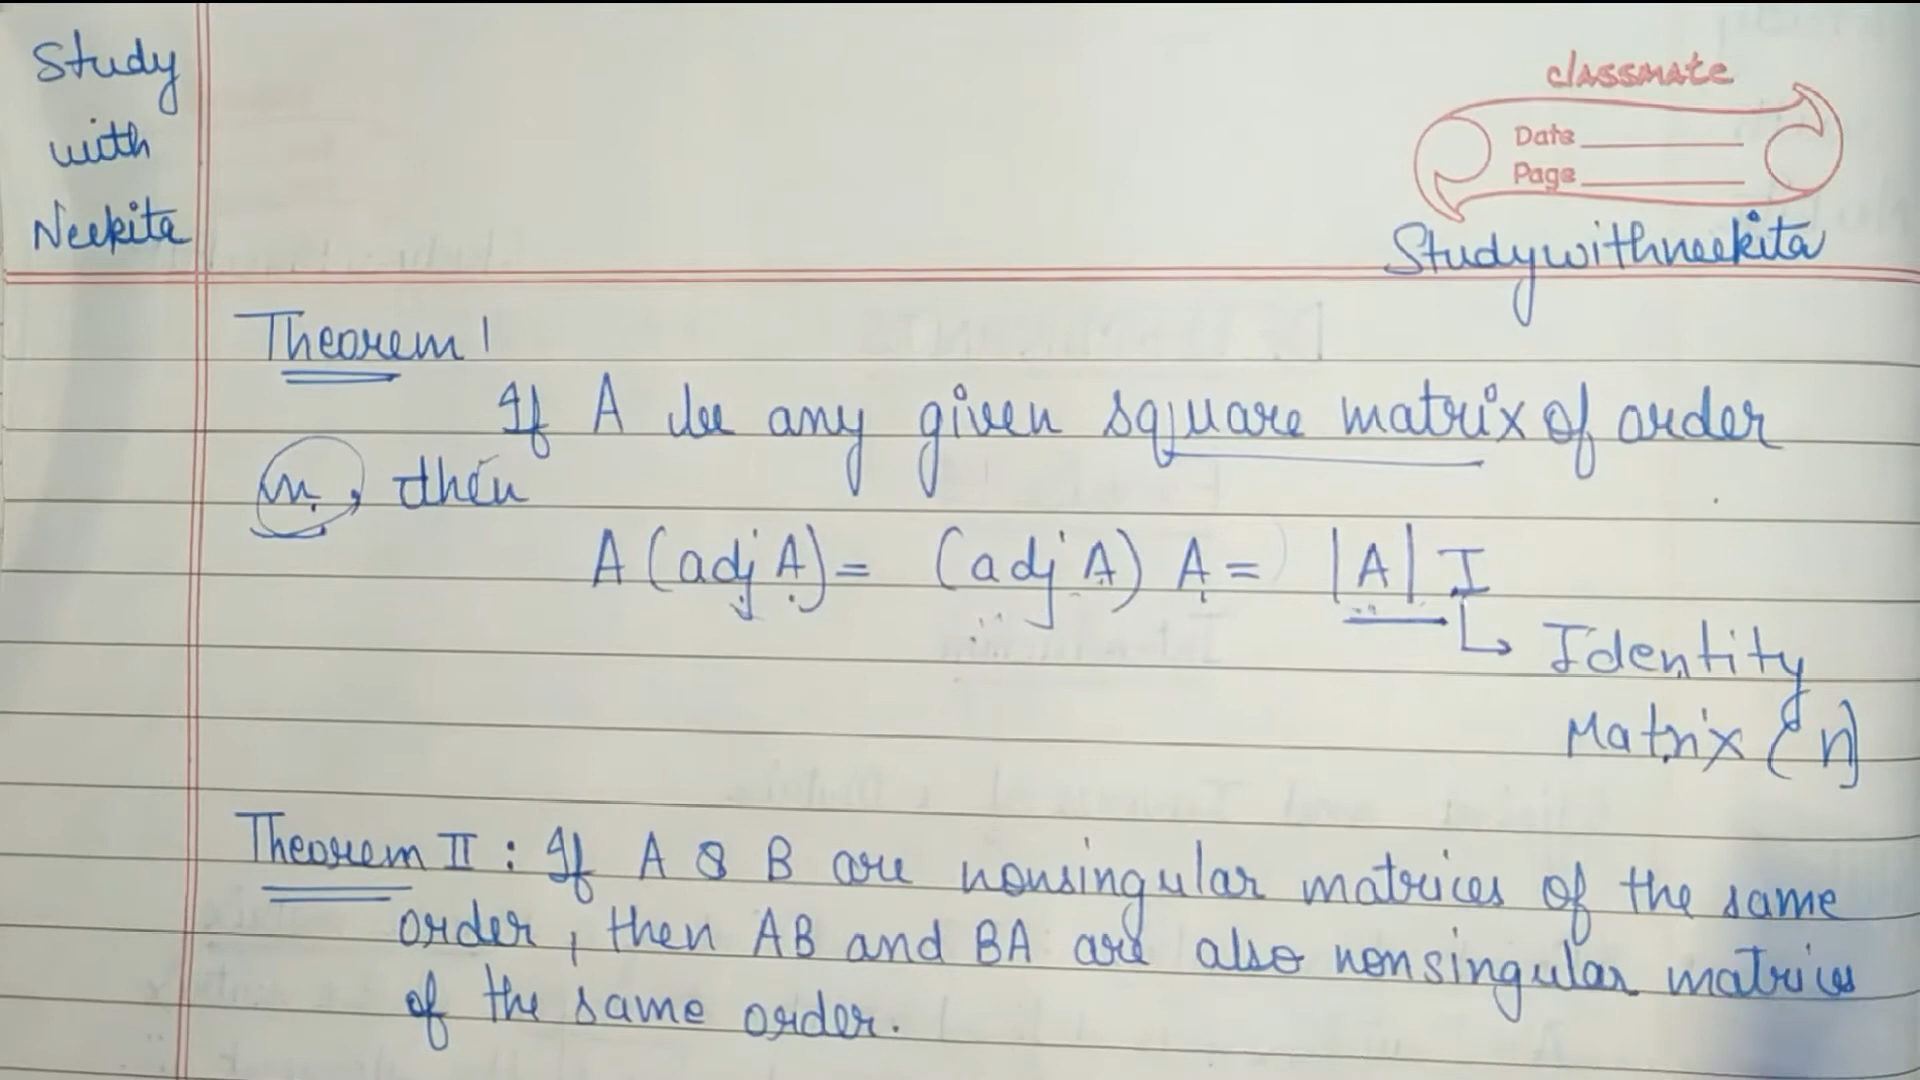 Study
with
Neekita
classmate
Date
Page
Studywithneekita
Theorem 1
If A be any given square matrix of order
n, then
A (adj A) = (adj A) A = |A| I
Identity
Matrix (n)
Theorem II : If A & B are nonsingular matrices of the same
order, then AB and BA are also nonsingular matrices
of the same order.